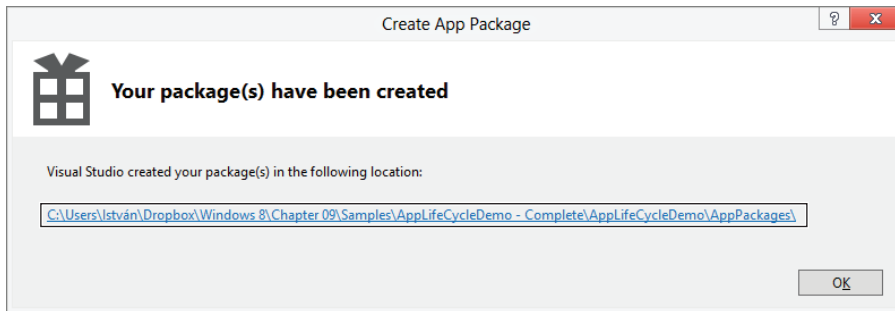 Create App Package
?
x
Your package(s) have been created
Visual Studio created your package(s) in the following location:
C:\Users\István\Dropbox\Windows 8\Chapter 09\Samples\AppLifeCycleDemo - Complete\AppLifeCycleDemo\AppPackages\
OK